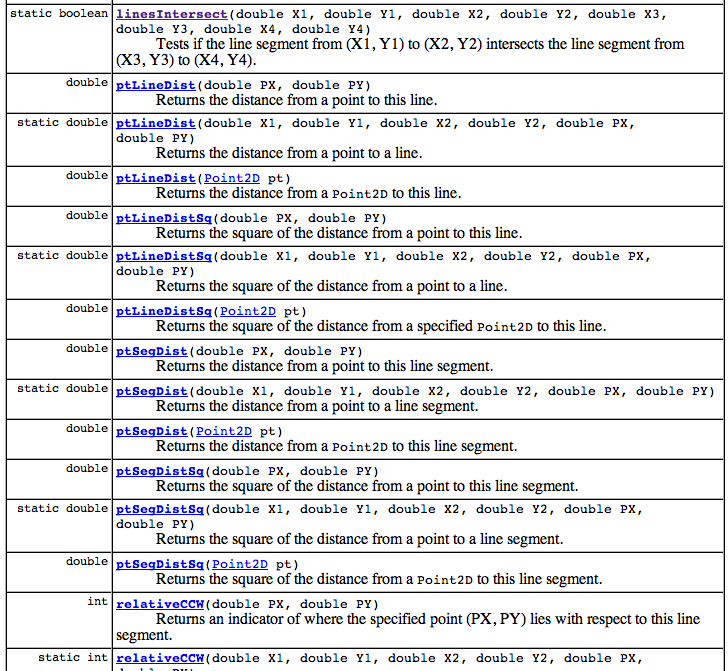 static boolean linesIntersect(double X1, double Y1, double X2, double Y2, double X3,
double Y3, double X4, double Y4)
Tests if the line segment from (X1, Y1) to (X2, Y2) intersects the line segment from
(X3, Y3) to (X4, Y4).
double ptLineDist(double PX, double PY)
Returns the distance from a point to this line.
static double ptLineDist(double X1, double Y1, double X2, double Y2, double PX,
double PY)
Returns the distance from a point to a line.
double ptLineDist(Point2D pt)
Returns the distance from a Point2D to this line.
double ptLineDistSq(double PX, double PY)
Returns the square of the distance from a point to this line.
static double ptLineDistSq(double X1, double Y1, double X2, double Y2, double PX,
double PY)
Returns the square of the distance from a point to a line.
double ptLineDistSq(Point2D pt)
Returns the square of the distance from a specified Point2D to this line.
double ptSegDist(double PX, double PY)
Returns the distance from a point to this line segment.
static double ptSegDist(double X1, double Y1, double X2, double Y2, double PX, double PY)
Returns the distance from a point to a line segment.
double ptSegDist(Point2D pt)
Returns the distance from a Point2D to this line segment.
double ptSegDistSq(double PX, double PY)
Returns the square of the distance from a point to this line segment.
static double ptSegDistSq(double X1, double Y1, double X2, double Y2, double PX,
double PY)
Returns the square of the distance from a point to a line segment.
double ptSegDistSq(Point2D pt)
Returns the square of the distance from a Point2D to this line segment.
int relativeCCW(double PX, double PY)
Returns an indicator of where the specified point (PX, PY) lies with respect to this line
segment.
static int relativeCCW(double X1, double Y1, double X2, double Y2, double PX,